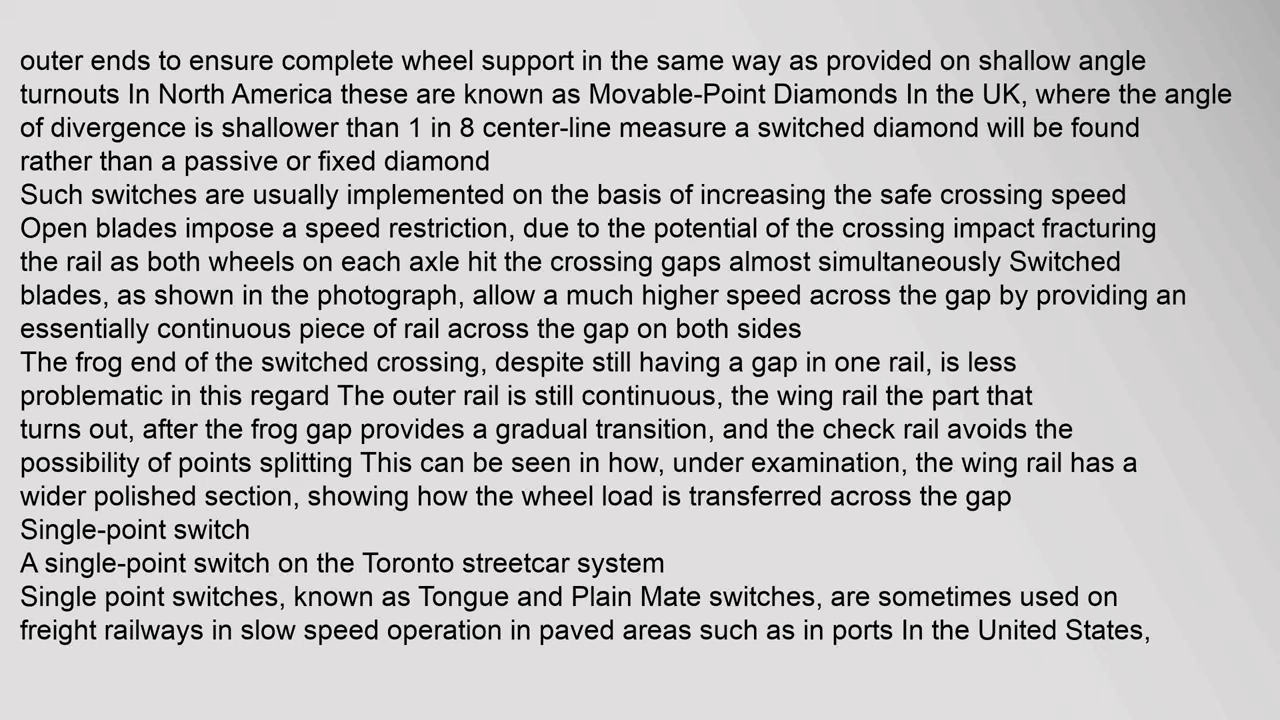 outer ends to ensure complete wheel support in the same way as provided on shallow angle
turnouts In North America these are known as Movable-Point Diamonds In the UK, where the angle
of divergence is shallower than 1 in 8 center-line measure a switched diamond will be found
rather than a passive or fixed diamond
Such switches are usually implemented on the basis of increasing the safe crossing speed
Open blades impose a speed restriction, due to the potential of the crossing impact fracturing
the rail as both wheels on each axle hit the crossing gaps almost simultaneously Switched
blades, as shown in the photograph, allow a much higher speed across the gap by providing an
essentially continuous piece of rail across the gap on both sides
The frog end of the switched crossing, despite still having a gap in one rail, is less
problematic in this regard The outer rail is still continuous, the wing rail the part that
turns out, after the frog gap provides a gradual transition, and the check rail avoids the
possibility of points splitting This can be seen in how, under examination, the wing rail has a
wider polished section, showing how the wheel load is transferred across the gap
Single-point switch
A single-point switch on the Toronto streetcar system
Single point switches, known as Tongue and Plain Mate switches, are sometimes used on
freight railways in slow speed operation in paved areas such as in ports In the United States,